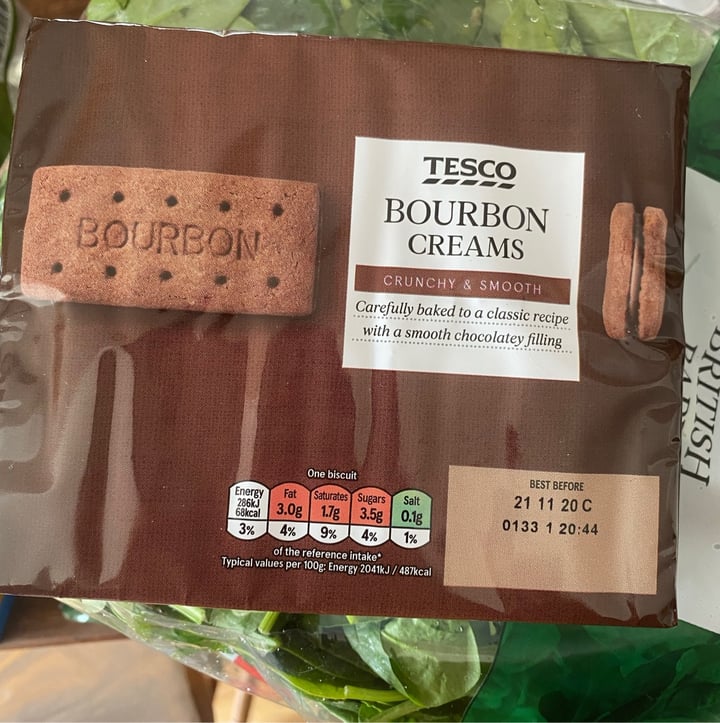 BOURBON
TESCO
BOURBON
CREAMS
CRUNCHY & SMOOTH
Carefully baked to a classic recipe
with a smooth chocolatey filling
One biscuit
Energy
286kJ
68kcal
3%
Fat
3.0g
4%
Saturates
1.7g
9%
Sugars
3.5g
4%
Salt
0.1g
1%
of the reference intake*
Typical values per 100g: Energy 2041kJ / 487kcal
BEST BEFORE
21 11 20 C
0133 1 20:44
BRITISH